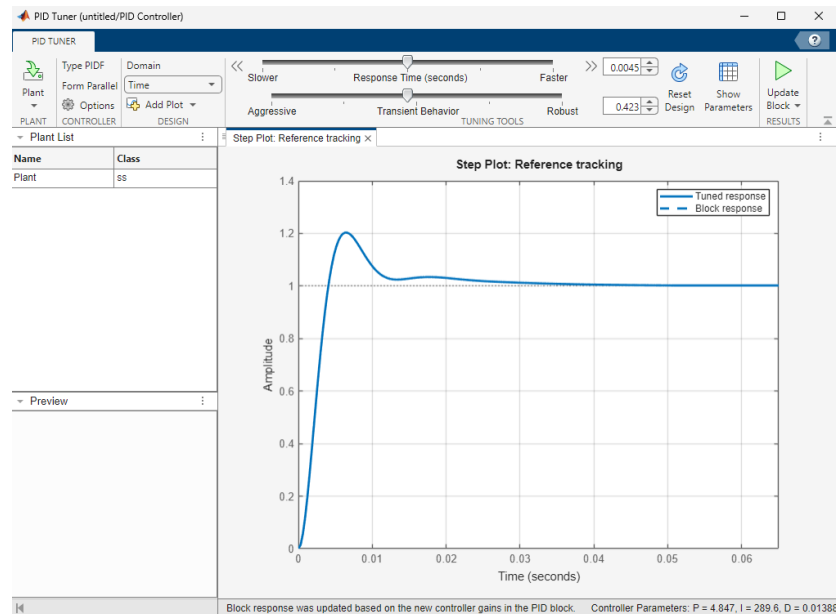 PID Tuner (untitled/PID Controller)
PID TUNER
Plant
PLANT
Type PIDF
Form Parallel
Options
CONTROLLER
Domain
Time
Add Plot
DESIGN
Slower Response Time (seconds) Faster
0.0045
Aggressive Transient Behavior Robust
0.423
TUNING TOOLS
Reset
Design
Show
Parameters
Update
Block
RESULTS
Plant List
Name Class
Plant ss
Preview
Step Plot: Reference tracking
Step Plot: Reference tracking
Tuned response
Block response
1.4
1.2
1
0.8
0.6
0.4
0.2
0
Amplitude
0 0.01 0.02 0.03 0.04 0.05 0.06
Time (seconds)
Block response was updated based on the new controller gains in the PID block. Controller Parameters: P = 4.847, I = 289.6, D = 0.01386